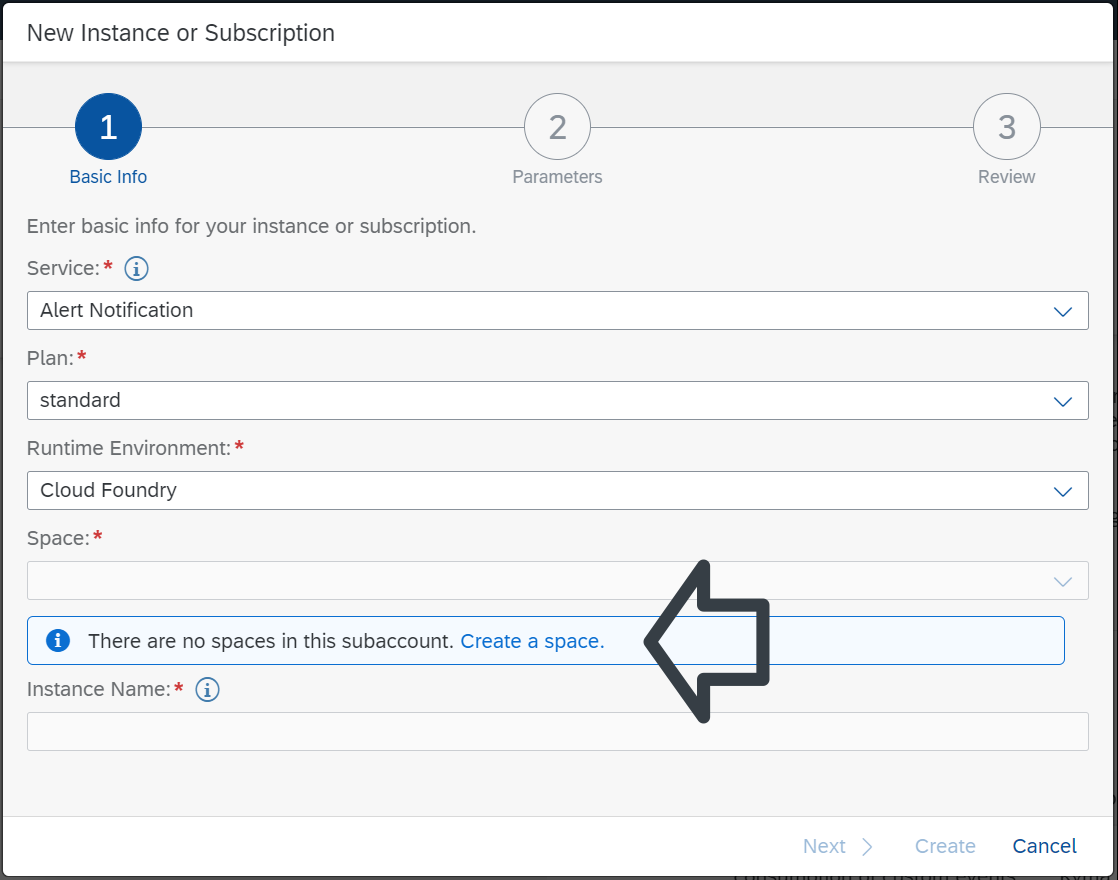 New Instance or Subscription
1 2 3
Basic Info Parameters Review
Enter basic info for your instance or subscription.
Service:*
Alert Notification
Plan:*
standard
Runtime Environment:*
Cloud Foundry
Space:*
There are no spaces in this subaccount. Create a space.
Instance Name:*
Next Create Cancel